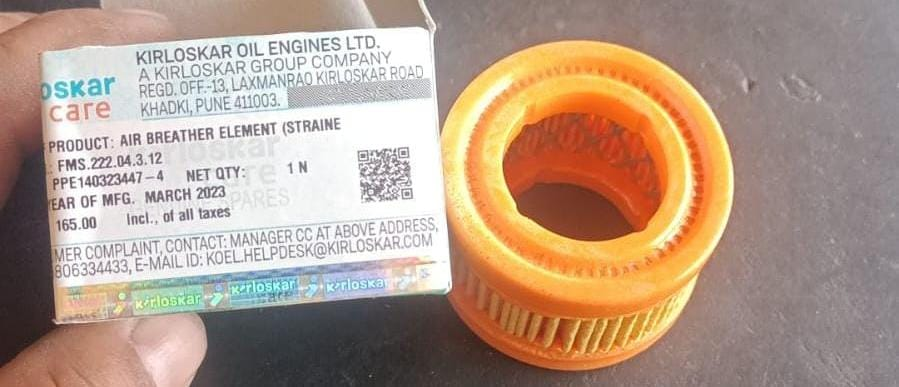 KIRLOSKAR OIL ENGINES LTD.
A KIRLOSKAR GROUP COMPANY
REGD. OFF.-13, LAXMANRAO KIRLOSKAR ROAD
KHADKI, PUNE 411003.
oskar
care
PRODUCT: AIR BREATHER ELEMENT (STRAINE
: FMS.222.04.3.12
PPE140323447-4 NET QTY: 1 N
YEAR OF MFG. MARCH 2023
165.00 Incl., of all taxes
MER COMPLAINT, CONTACT: MANAGER CC AT ABOVE ADDRESS,
806334433, E-MAIL ID: KOEL.HELPDESK@KIRLOSKAR.COM
kirloskar kirloskar kirloskar